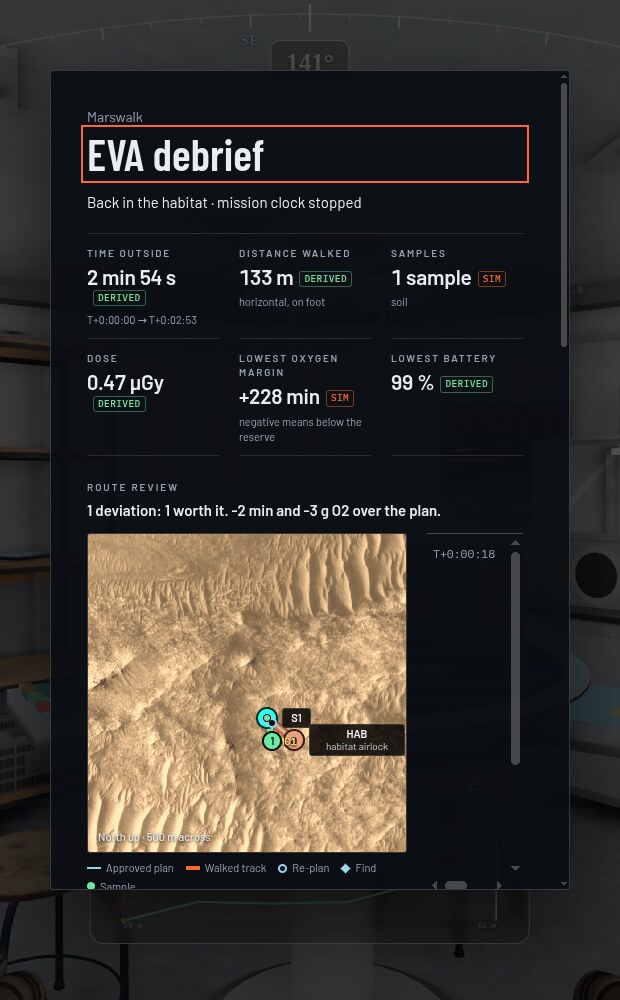 SE
141°
Marswalk
EVA debrief
Back in the habitat · mission clock stopped
TIME OUTSIDE
2 min 54 s
DERIVED
T+0:00:00 → T+0:02:53
DISTANCE WALKED
133 m DERIVED
horizontal, on foot
SAMPLES
1 sample SIM
soil
DOSE
0.47 µGy
DERIVED
LOWEST OXYGEN
MARGIN
+228 min SIM
negative means below the
reserve
LOWEST BATTERY
99 % DERIVED
ROUTE REVIEW
1 deviation: 1 worth it. -2 min and -3 g O2 over the plan.
T+0:00:18
S1
1
HAB
habitat airlock
North up · 500 m across
Approved plan Walked track Re-plan Find
Sample